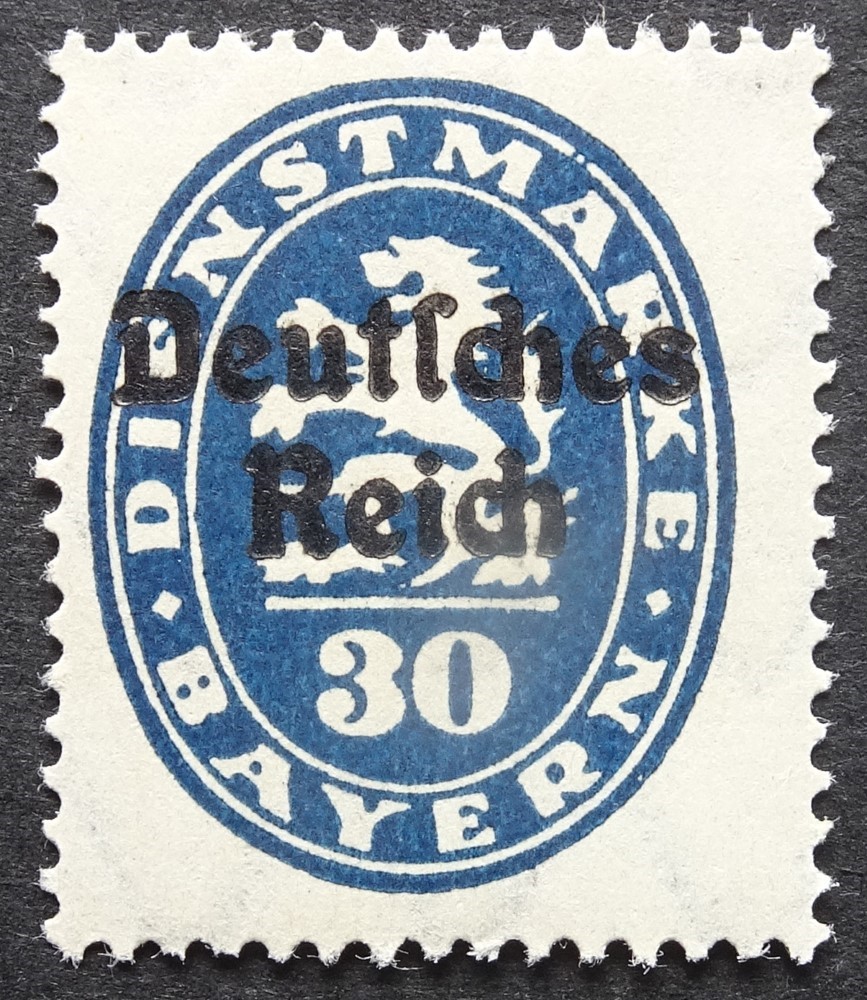 DIENSTMARKE
Deutſches
Reich
30
BAYERN